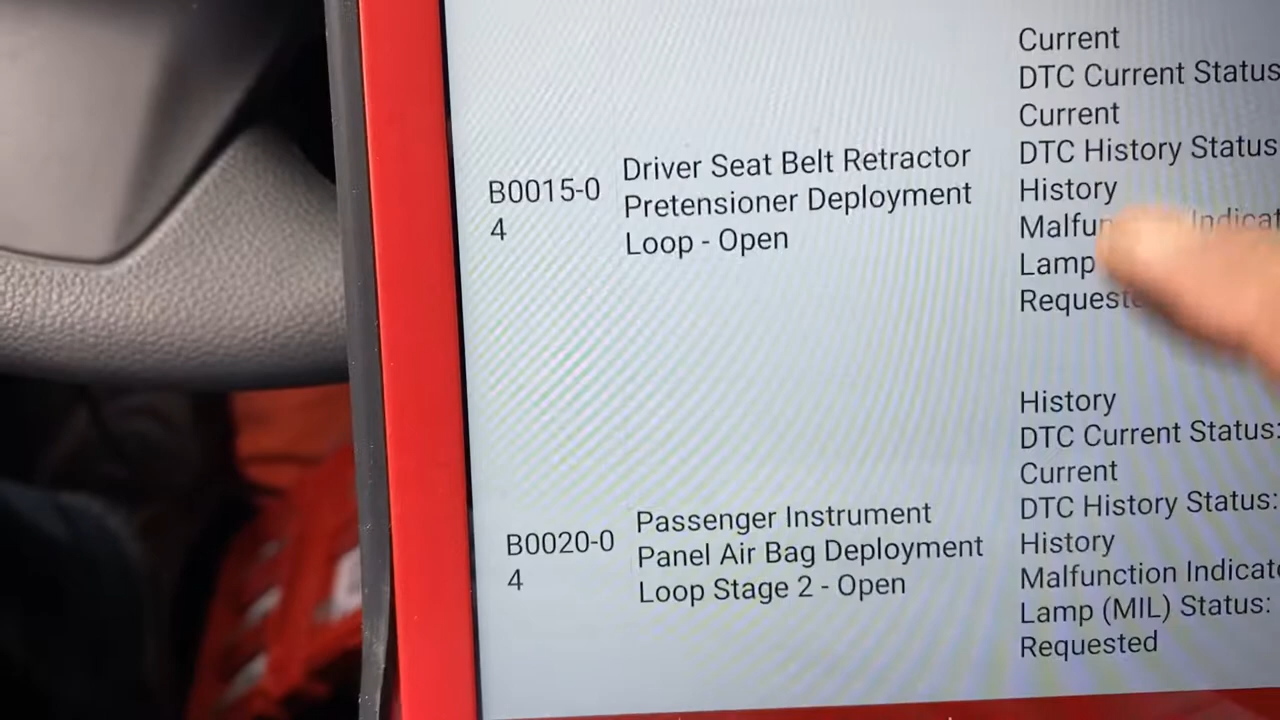 Current
DTC Current Status
Current
DTC History Status
History
Lamp
B0015-0
4
Driver Seat Belt Retractor
Pretensioner Deployment
Loop - Open
History
DTC Current Status:
Current
DTC History Status:
History
Malfunction
Lamp (MIL) Status:
Requested
B0020-0
4
Passenger Instrument
Panel Air Bag Deployment
Loop Stage 2 - Open